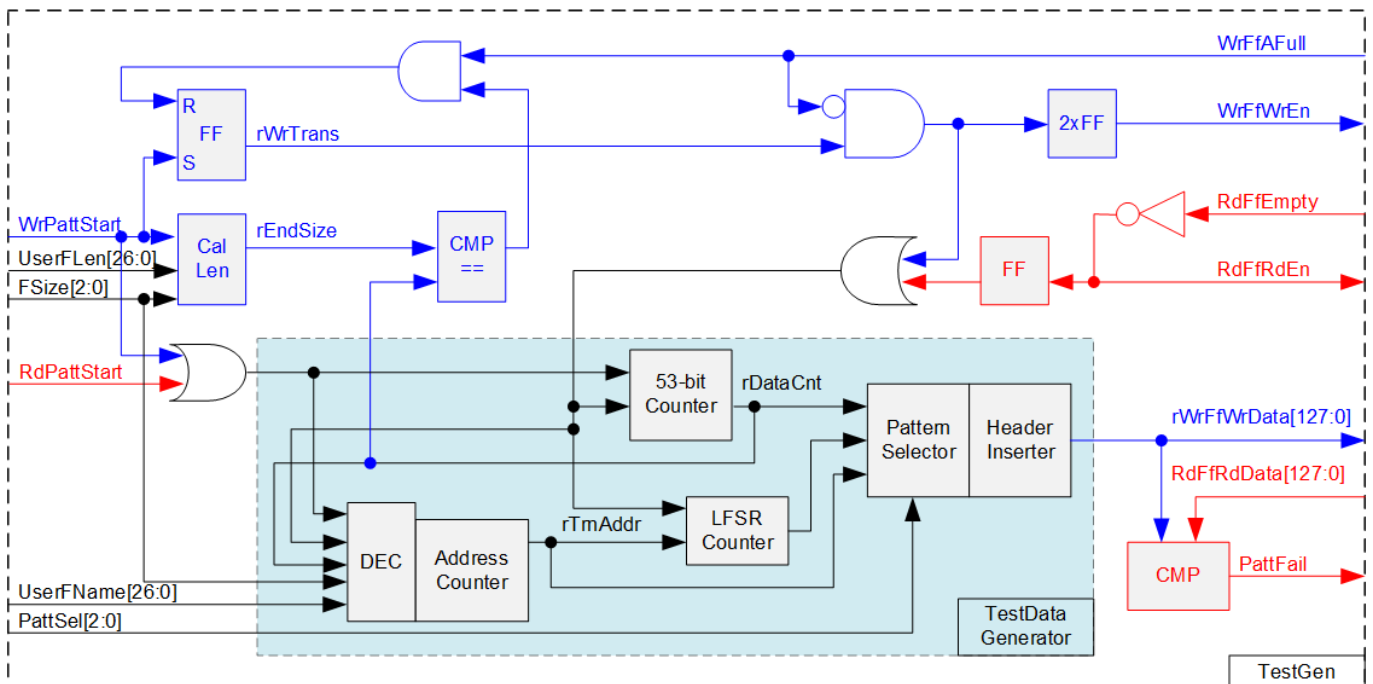 WrFfAFull
R
FF
S
rWrTrans
2xFF
WrFfWrEn
WrPattStart
Cal
Len
rEndSize
CMP
==
RdFfEmpty
UserFLen[26:0]
FSize[2:0]
FF
RdFfRdEn
RdPattStart
53-bit
Counter
rDataCnt
Pattern
Selector
Header
Inserter
rWrFfWrData[127:0]
RdFfRdData[127:0]
DEC
Address
Counter
rTrnAddr
LFSR
Counter
CMP
PattFail
UserFName[26:0]
PattSel[2:0]
TestData
Generator
TestGen